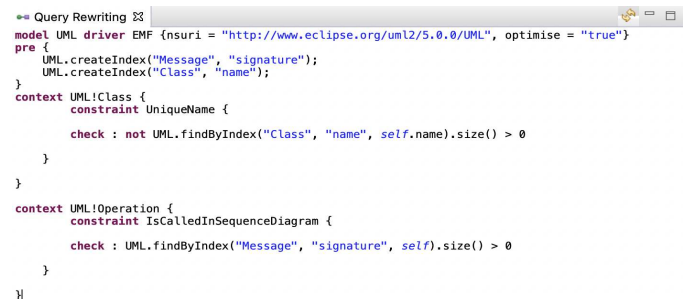 Query Rewriting
model UML driver EMF {nsuri = "http://www.eclipse.org/uml2/5.0.0/UML", optimise = "true"}
pre {
UML.createIndex("Message", "signature");
UML.createIndex("Class", "name");
}
context UML!Class {
constraint UniqueName {
check : not UML.findByIndex("Class", "name", self.name).size() > 0
}
}
context UML!Operation {
constraint IsCalledInSequenceDiagram {
check : UML.findByIndex("Message", "signature", self).size() > 0
}
}